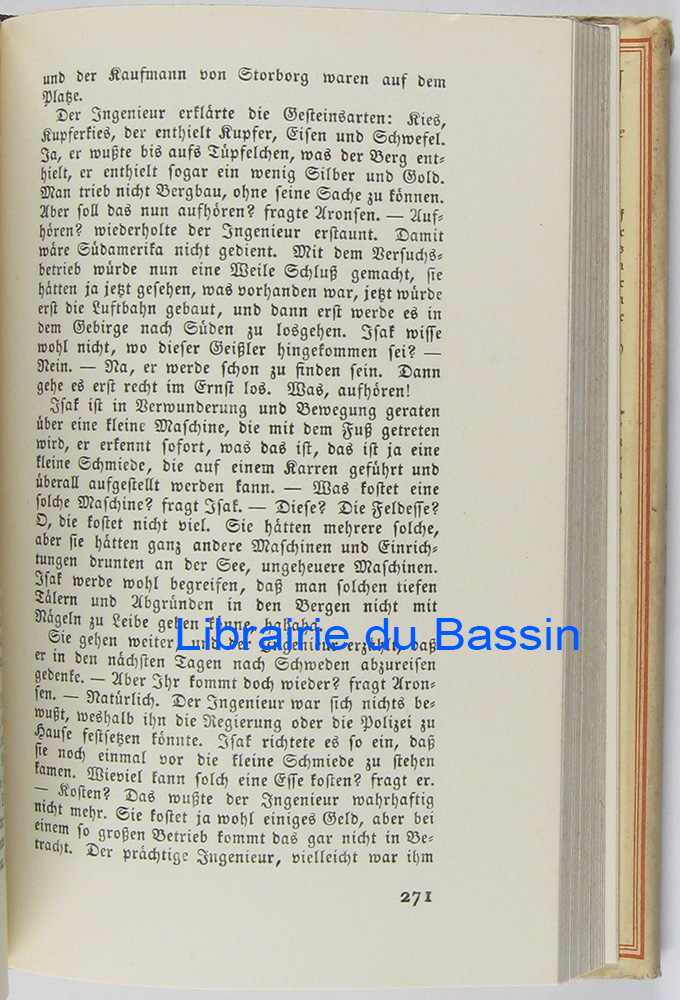 und der Kaufmann von Storborg waren auf dem
Platze.
Der Ingenieur erklärte die Gesteinsarten: Kies,
Kupferkies, der enthielt Kupfer, Eisen und Schwefel.
Ja, er wußte bis aufs Tüpfelchen, was der Berg ent-
hielt, er enthielt sogar ein wenig Silber und Gold.
Man trieb nicht Bergbau, ohne seine Sache zu können.
Aber soll das nun aufhören? fragte Aronsen. — Auf-
hören? wiederholte der Ingenieur erstaunt. Damit
wäre Südamerika nicht gedient. Mit dem Versuchs-
betrieb würde nun eine Weile Schluß gemacht, sie
hätten ja jetzt gesehen, was vorhanden war, jetzt würde
erst die Luftbahn gebaut, und dann erst werde es in
dem Gebirge nach Süden zu losgehen. Isak wisse
wohl nicht, wo dieser Geißler hingekommen sei? —
Nein. — Na, er werde schon zu finden sein. Dann
gehe es erst recht im Ernst los. Was, aufhören!
Isak ist in Verwunderung und Bewegung geraten
über eine kleine Maschine, die mit dem Fuß getreten
wird, er erkennt sofort, was das ist, das ist ja eine
kleine Schmiede, die auf einem Karren geführt und
überall aufgestellt werden kann. — Was kostet eine
solche Maschine? fragt Isak. — Diese? Die Feldesse?
O, die kostet nicht viel. Sie hätten mehrere solche,
aber sie hätten ganz andere Maschinen und Einrich-
tungen drunten an der See, ungeheuere Maschinen.
Isak werde wohl begreifen, daß man solchen tiefen
Tälern und Abgründen in den Bergen nicht mit
Nägeln zu Leibe gehen könne, hahaha.
Librairie du Bassin
Sie gehen weiter, und der Ingenieur erzählt, daß
er in den nächsten Tagen nach Schweden abzureisen
gedenke. — Aber Ihr kommt doch wieder? fragt Aron-
sen. — Natürlich. Der Ingenieur war sich nichts be-
wußt, weshalb ihn die Regierung oder die Polizei zu
Hause festsetzen könnte. Isak richtete es so ein, daß
sie noch einmal vor die kleine Schmiede zu stehen
kamen. Wieviel kann solch eine Esse kosten? fragt er.
— Kosten? Das wußte der Ingenieur wahrhaftig
nicht mehr. Sie kostet ja wohl einiges Geld, aber bei
einem so großen Betrieb kommt das gar nicht in Be-
tracht. Der prächtige Ingenieur, vielleicht war ihm
271